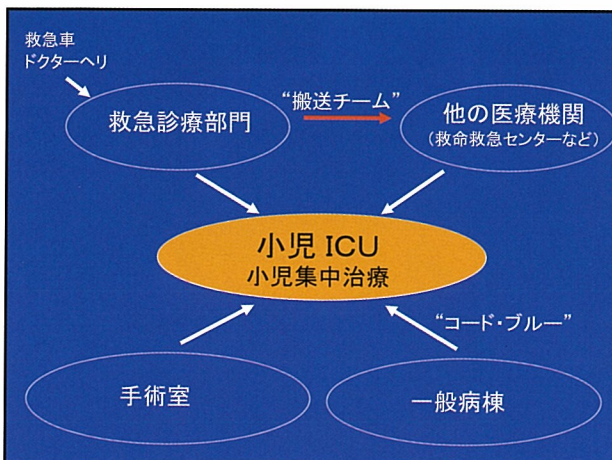 救急車
ドクターヘリ
救急診療部門
“搬送チーム”
他の医療機関
(救命救急センターなど)
小児 ICU
小児集中治療
“コード・ブルー”
手術室
一般病棟